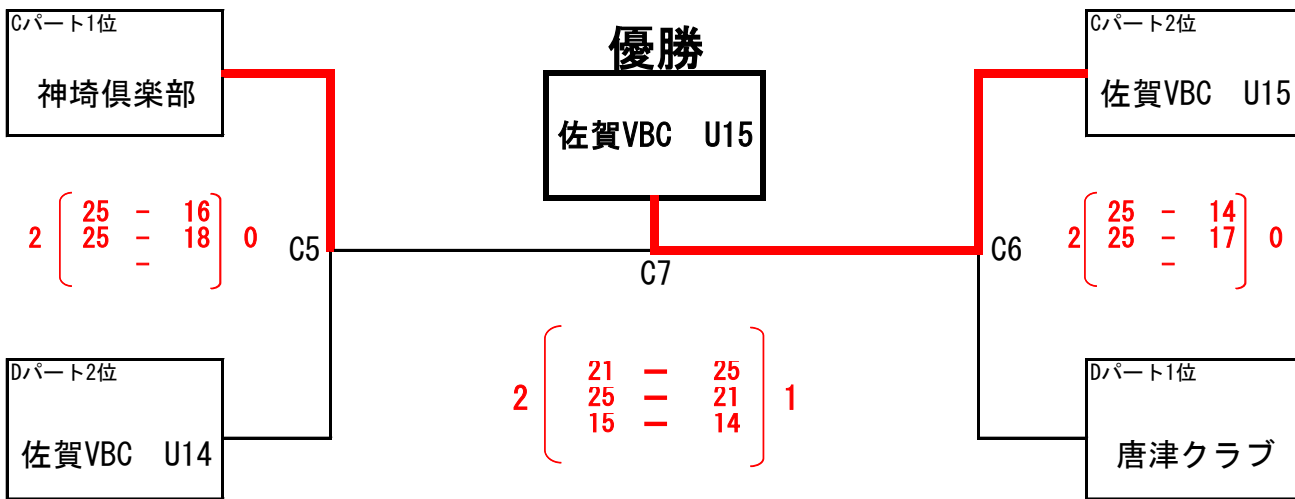 Cパート1位
神埼倶楽部
優勝
佐賀VBC　U15
Cパート2位
佐賀VBC　U15
2 25 - 16 0
25 - 18
-
C5
C7
C6
2 25 - 14 0
25 - 17
-
Dパート2位
佐賀VBC　U14
2 21 ー 25 1
25 ー 21
15 ー 14
Dパート1位
唐津クラブ